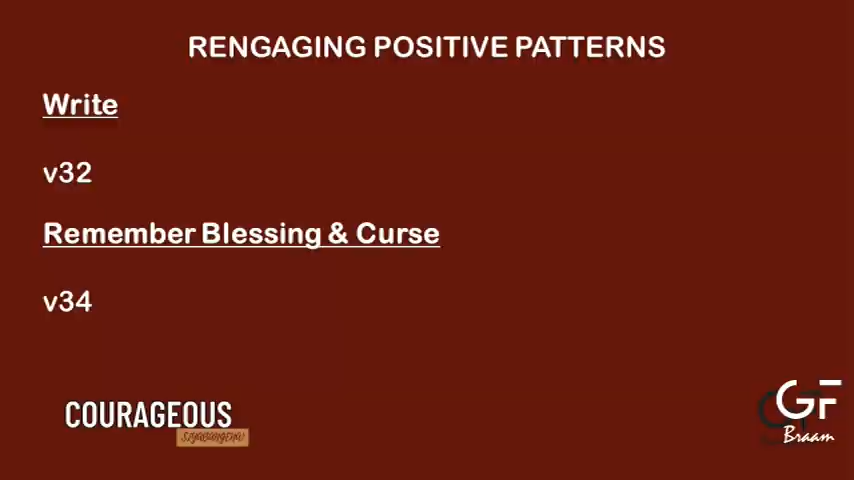 RENGAGING POSITIVE PATTERNS
Write
v32
Remember Blessing & Curse
v34
COURAGEOUS
GF
Braam